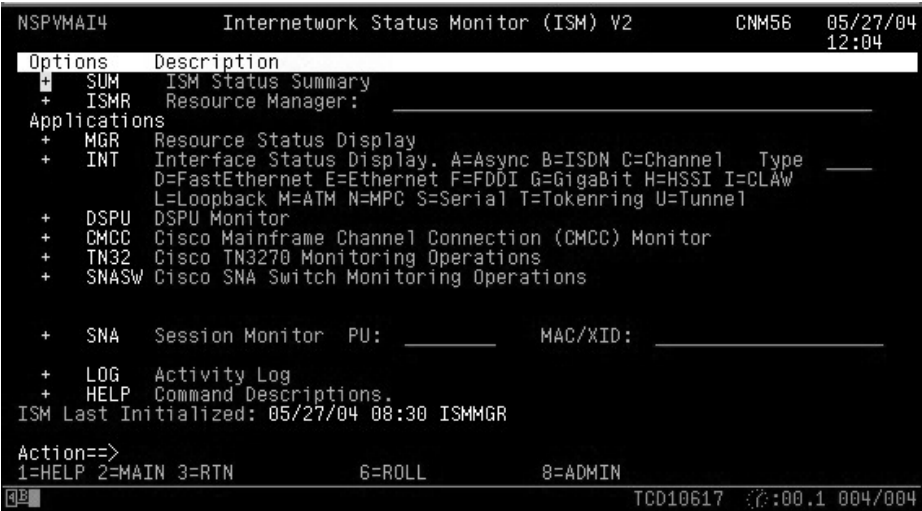 NSPVMAI4 Internetwork Status Monitor (ISM) V2 CNM56 05/27/04
12:04
Options Description
+ SUM ISM Status Summary
+ ISMR Resource Manager: ____
Applications
+ MGR Resource Status Display
+ INT Interface Status Display. A=Async B=ISDN C=Channel Type ____
D=FastEthernet E=Ethernet F=FDDI G=GigaBit H=HSSI I=CLAW
L=Loopback M=ATM N=MPC S=Serial T=Tokenring U=Tunnel
+ DSPU DSPU Monitor
+ CMCC Cisco Mainframe Channel Connection (CMCC) Monitor
+ TN32 Cisco TN3270 Monitoring Operations
+ SNASW Cisco SNA Switch Monitoring Operations
+ SNA Session Monitor PU: ____ MAC/XID: ____
+ LOG Activity Log
+ HELP Command Descriptions.
ISM Last Initialized: 05/27/04 08:30 ISMMGR
Action==>
1=HELP 2=MAIN 3=RTN 6=ROLL 8=ADMIN
4B TCD10617 :00.1 004/004